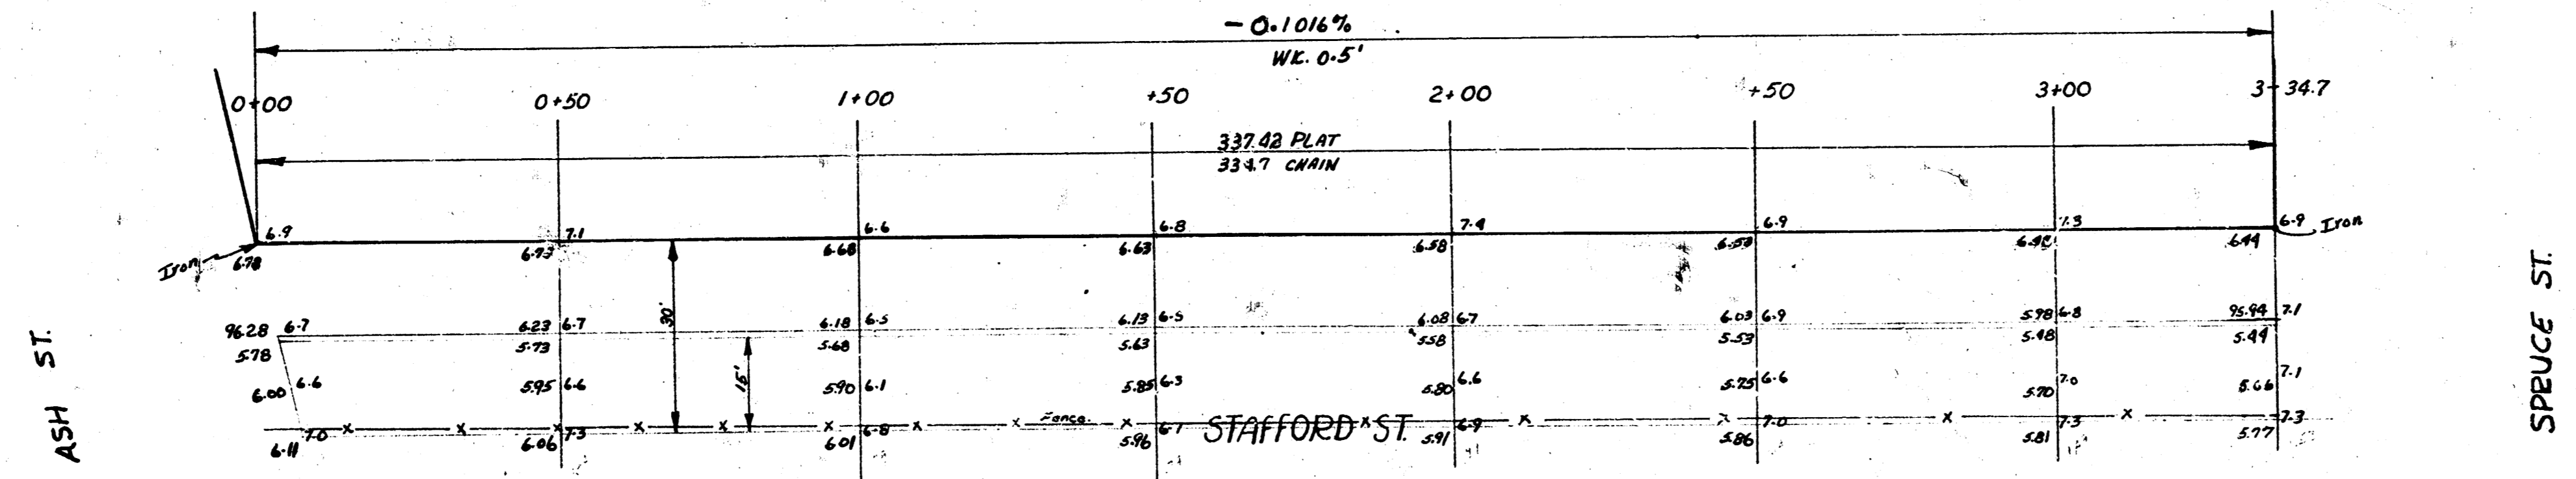 - 0.1016%
WK. 0.5'
0+00 0+50 1+00 +50 2+00 +50 3+00 3+34.7
337.42 PLAT
334.7 CHAIN
6.9 7.1 6.6 6.8 7.4 6.9 7.3 6.9 Iron
Iron 6.78 6.73 6.68 6.63 6.58 6.53 6.48 6.44
30'
96.28 6.7 6.23 6.7 6.18 6.5 6.13 6.5 6.08 6.7 6.03 6.9 5.98 6.8 95.94 7.1
5.78 5.73 5.68 5.63 5.58 5.53 5.48 5.44
15'
6.00 6.6 5.95 6.6 5.90 6.1 5.85 6.3 5.80 6.6 5.75 6.6 5.70 7.0 5.66 7.1
7.0 x x x 7.3 x x x 6.8 x x Fence x 6.7 STAFFORD x ST. 6.9 x x 7.0 x 7.3 x 7.3
6.11 6.06 6.01 5.96 5.91 5.86 5.81 5.77
ASH ST.
SPRUCE ST.